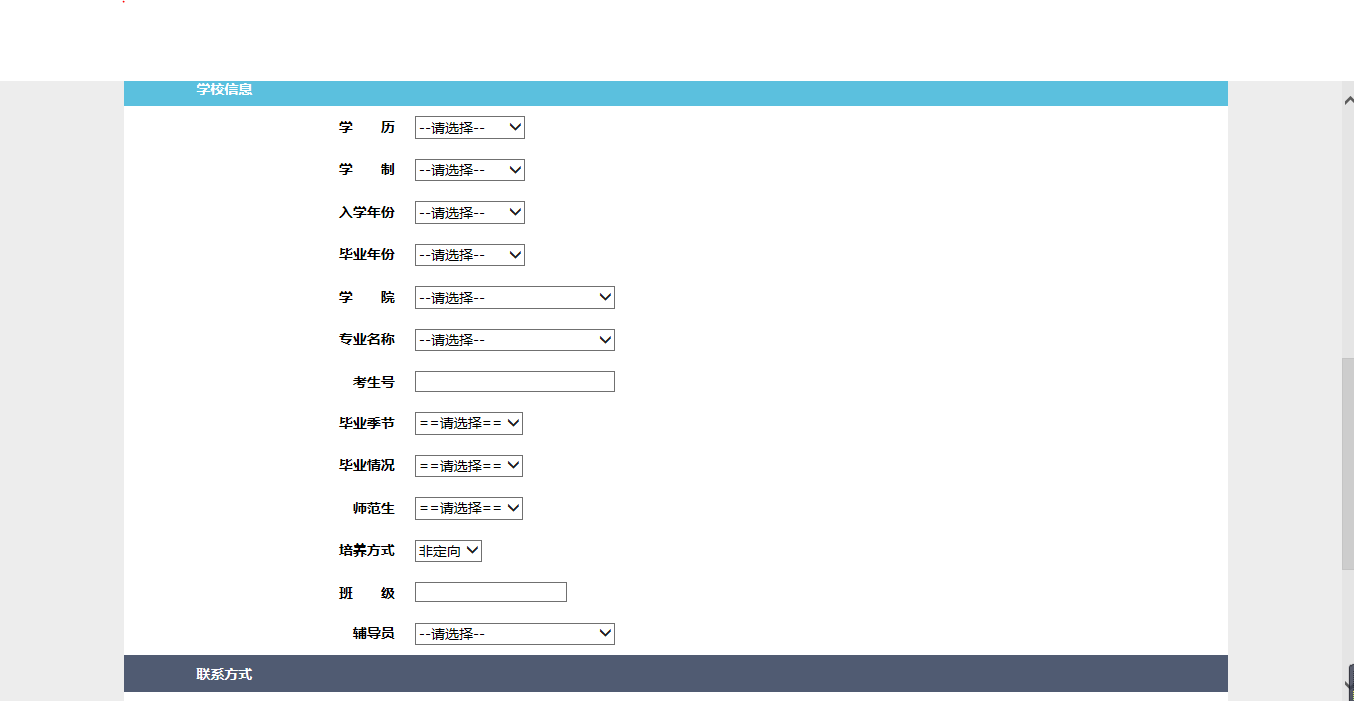 学校信息
学 历 --请选择--
学 制 --请选择--
入学年份 --请选择--
毕业年份 --请选择--
学 院 --请选择--
专业名称 --请选择--
考生号
毕业季节 ==请选择==
毕业情况 ==请选择==
师范生 ==请选择==
培养方式 非定向
班 级
辅导员 --请选择--
联系方式